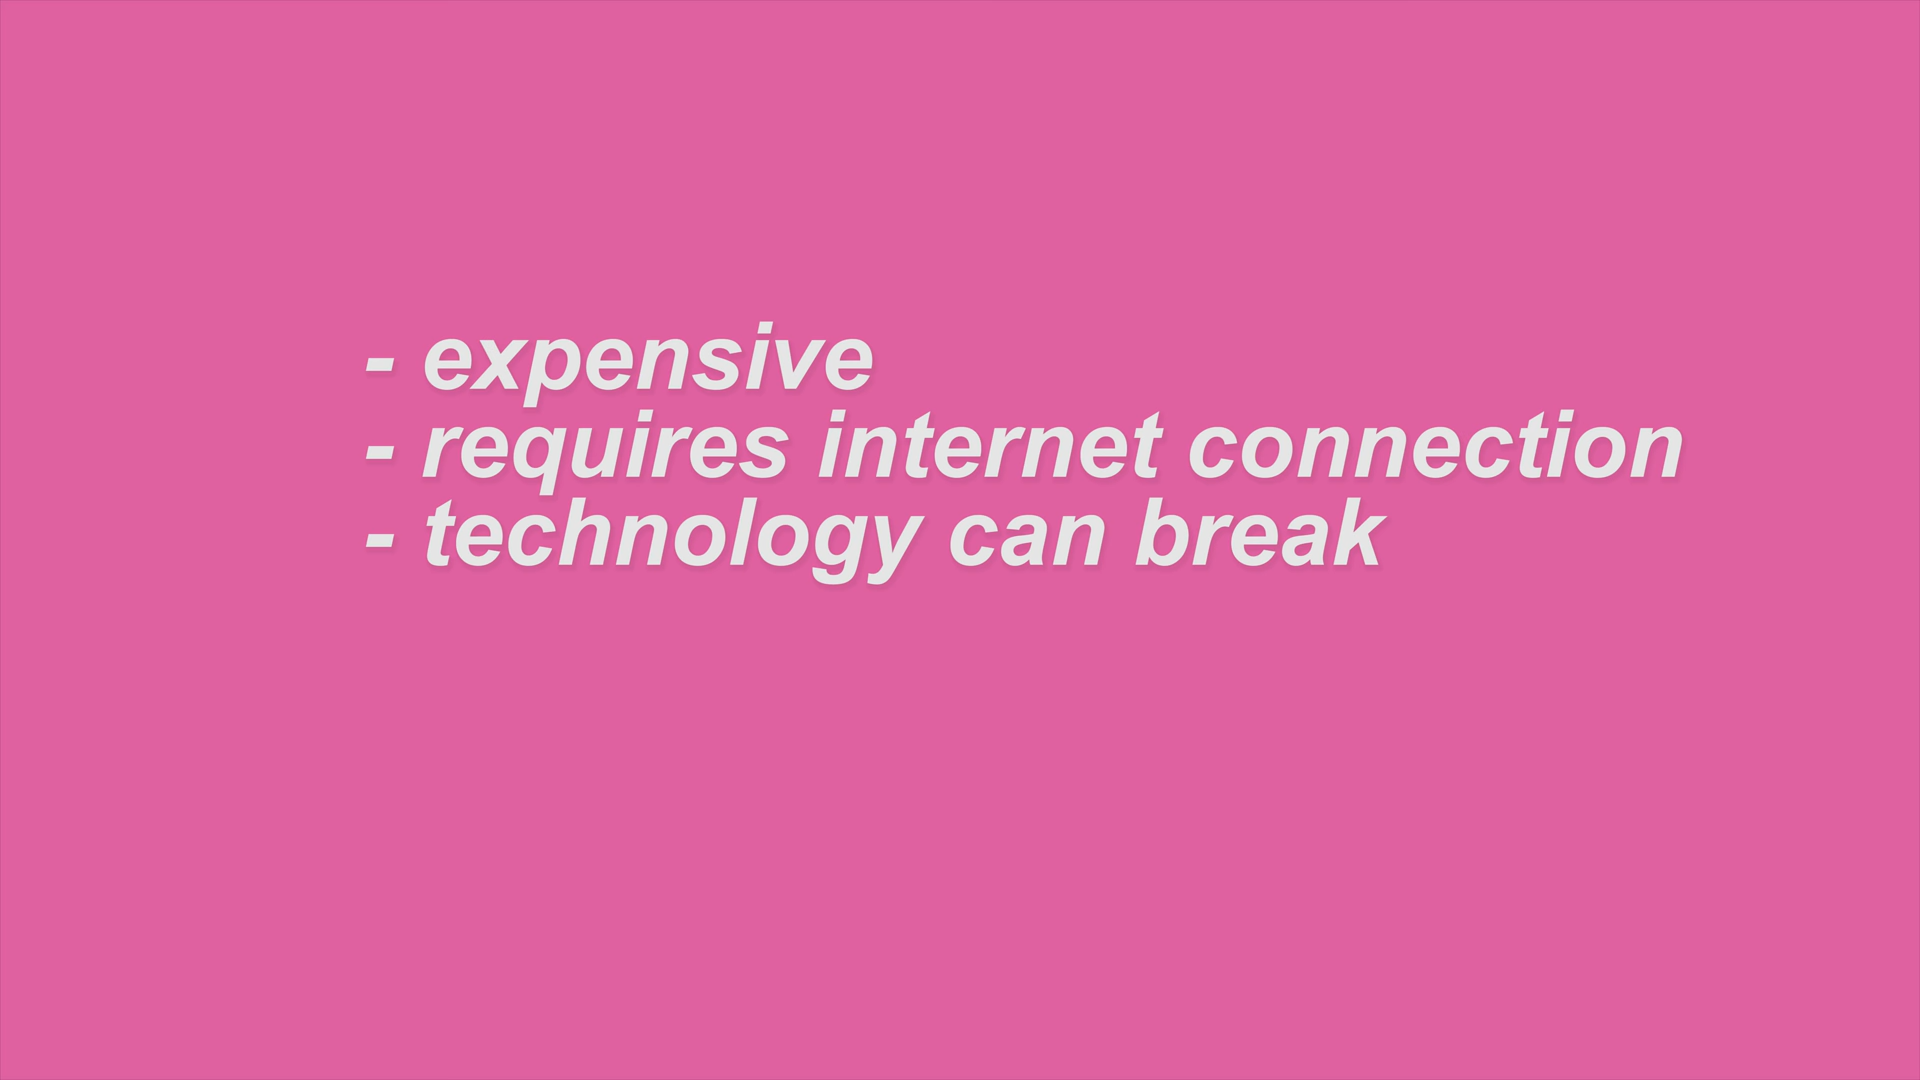 - expensive
- requires internet connection
- technology can break